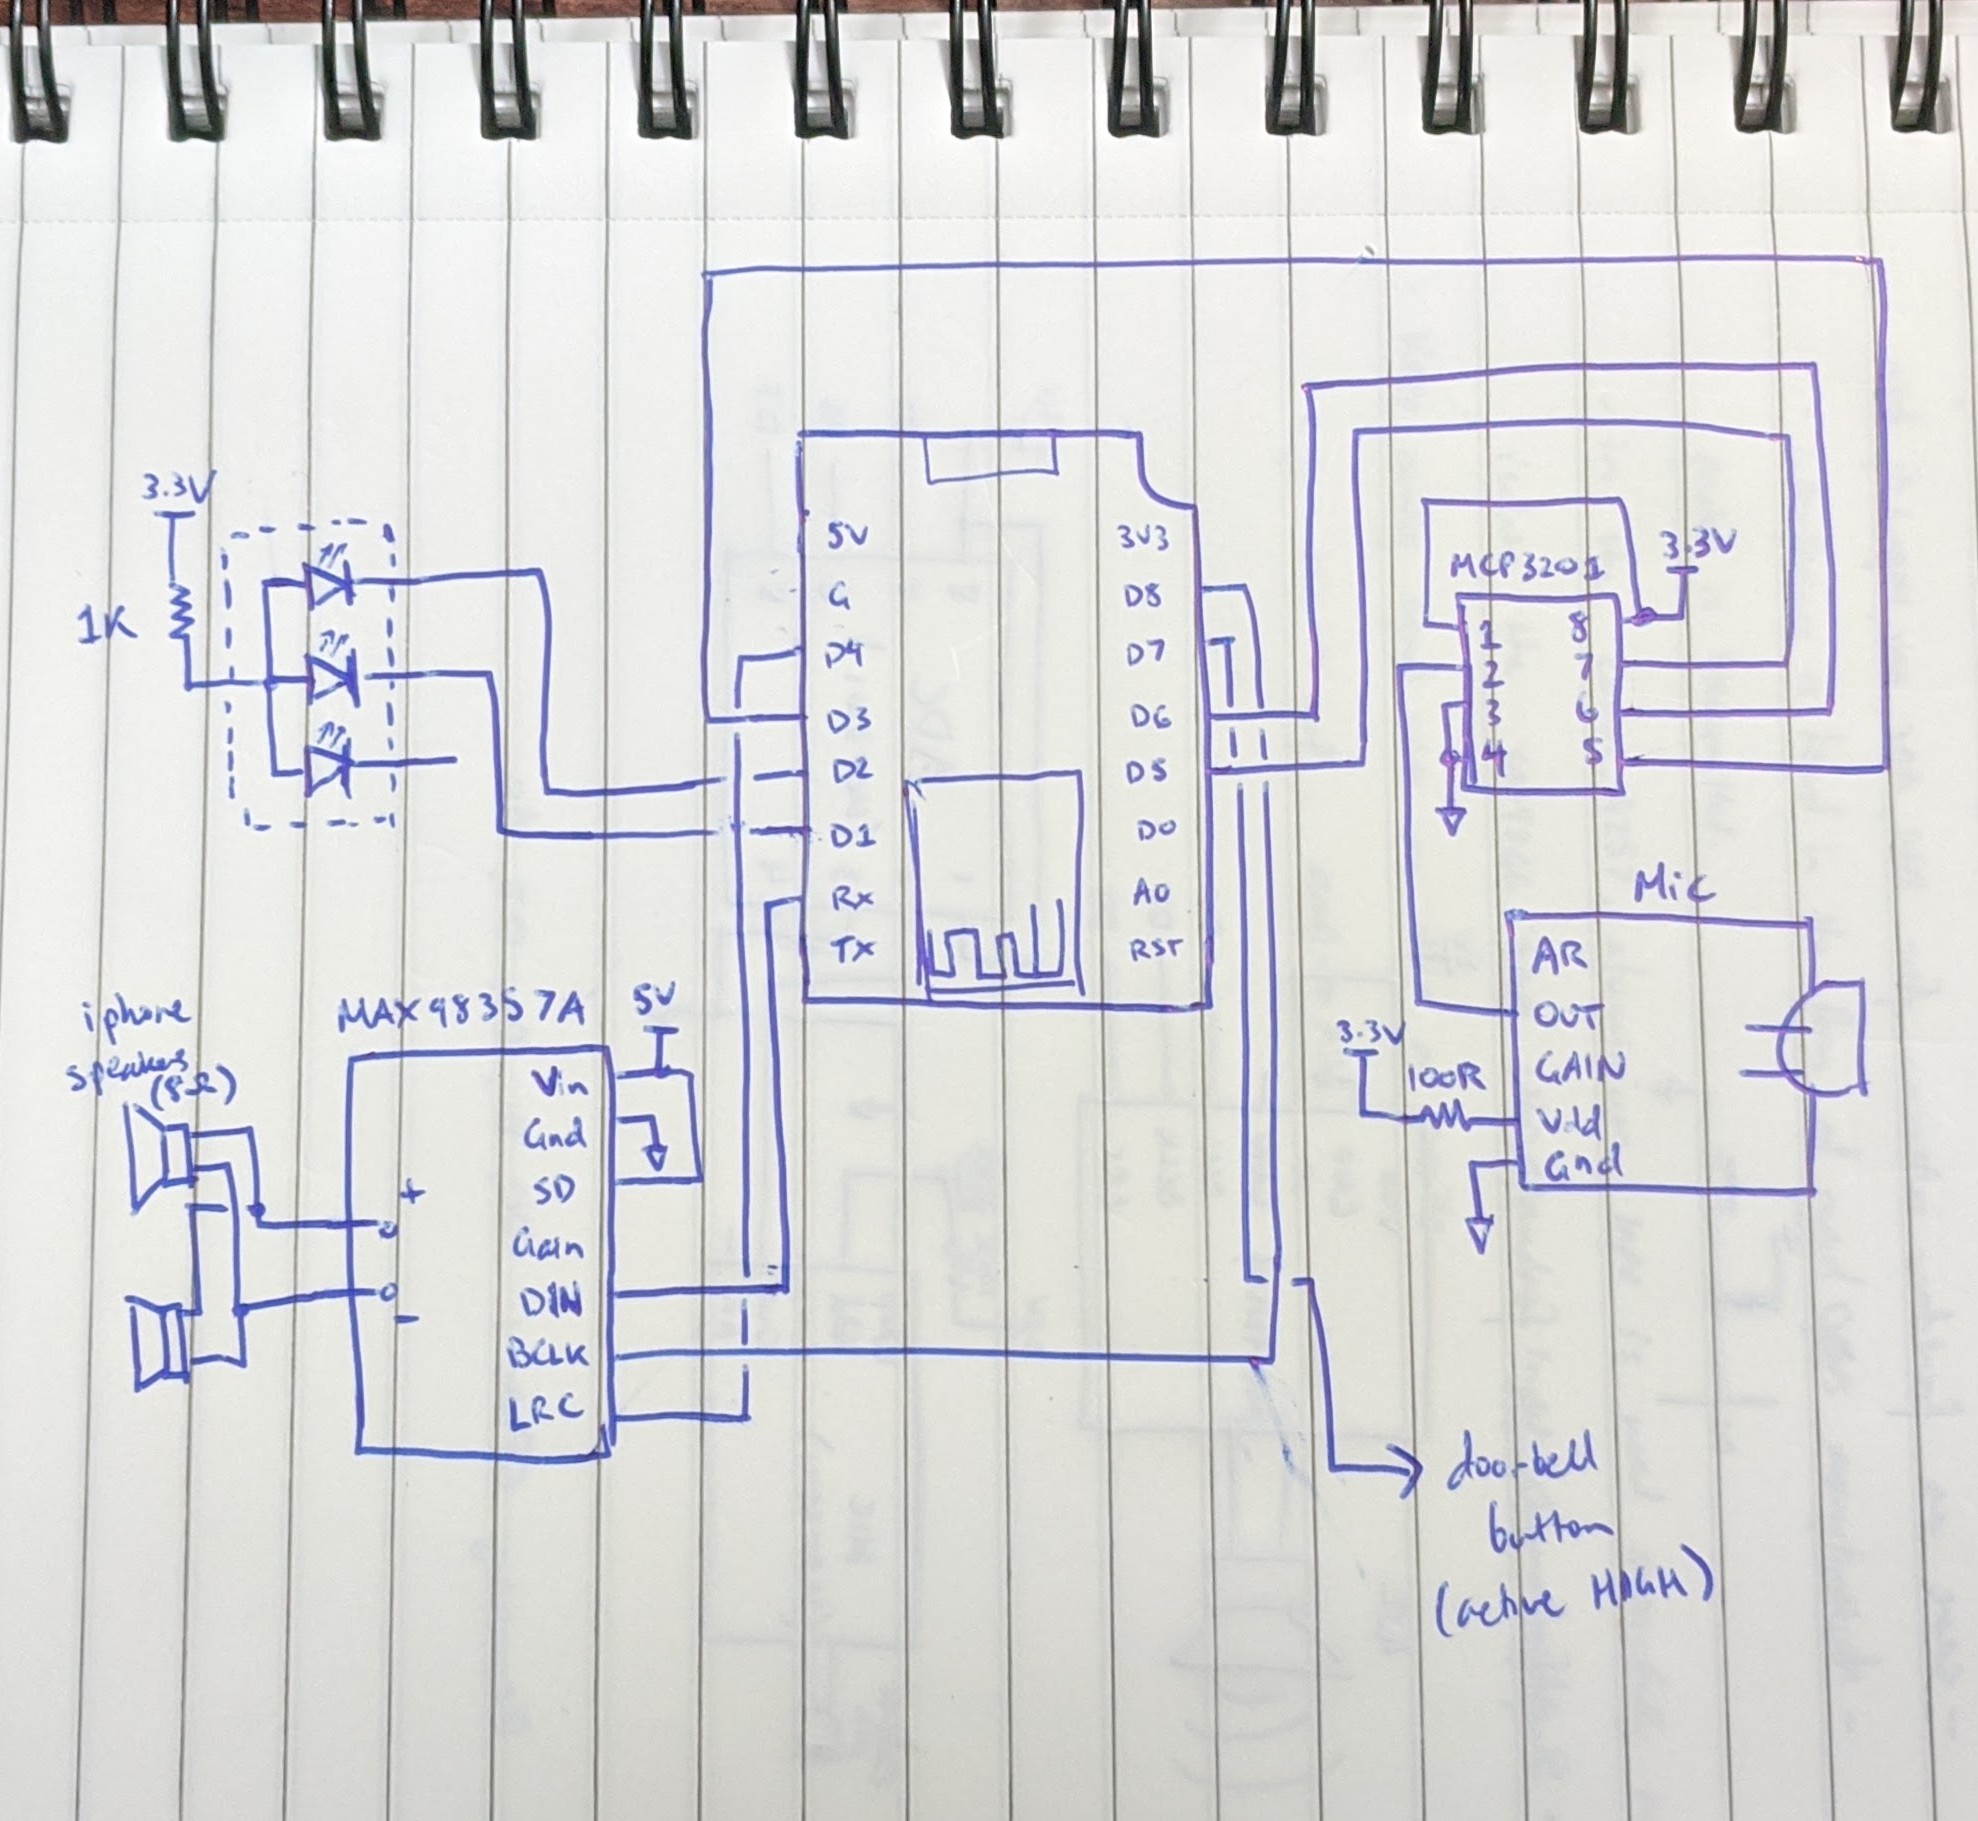 3.3V
1K
5V
G
D4
D3
D2
D1
Rx
TX
3V3
D8
D7
D6
D5
D0
A0
RST
MCP3201
3.3V
1 8
2 7
3 6
4 5
Mic
AR
OUT
GAIN
Vdd
Gnd
3.3V
100R
iphone
speakers
(8Ω)
MAX98357A
5V
Vin
Gnd
SD
Gain
DIN
BCLK
LRC
+
-
door-bell
button
(active HIGH)